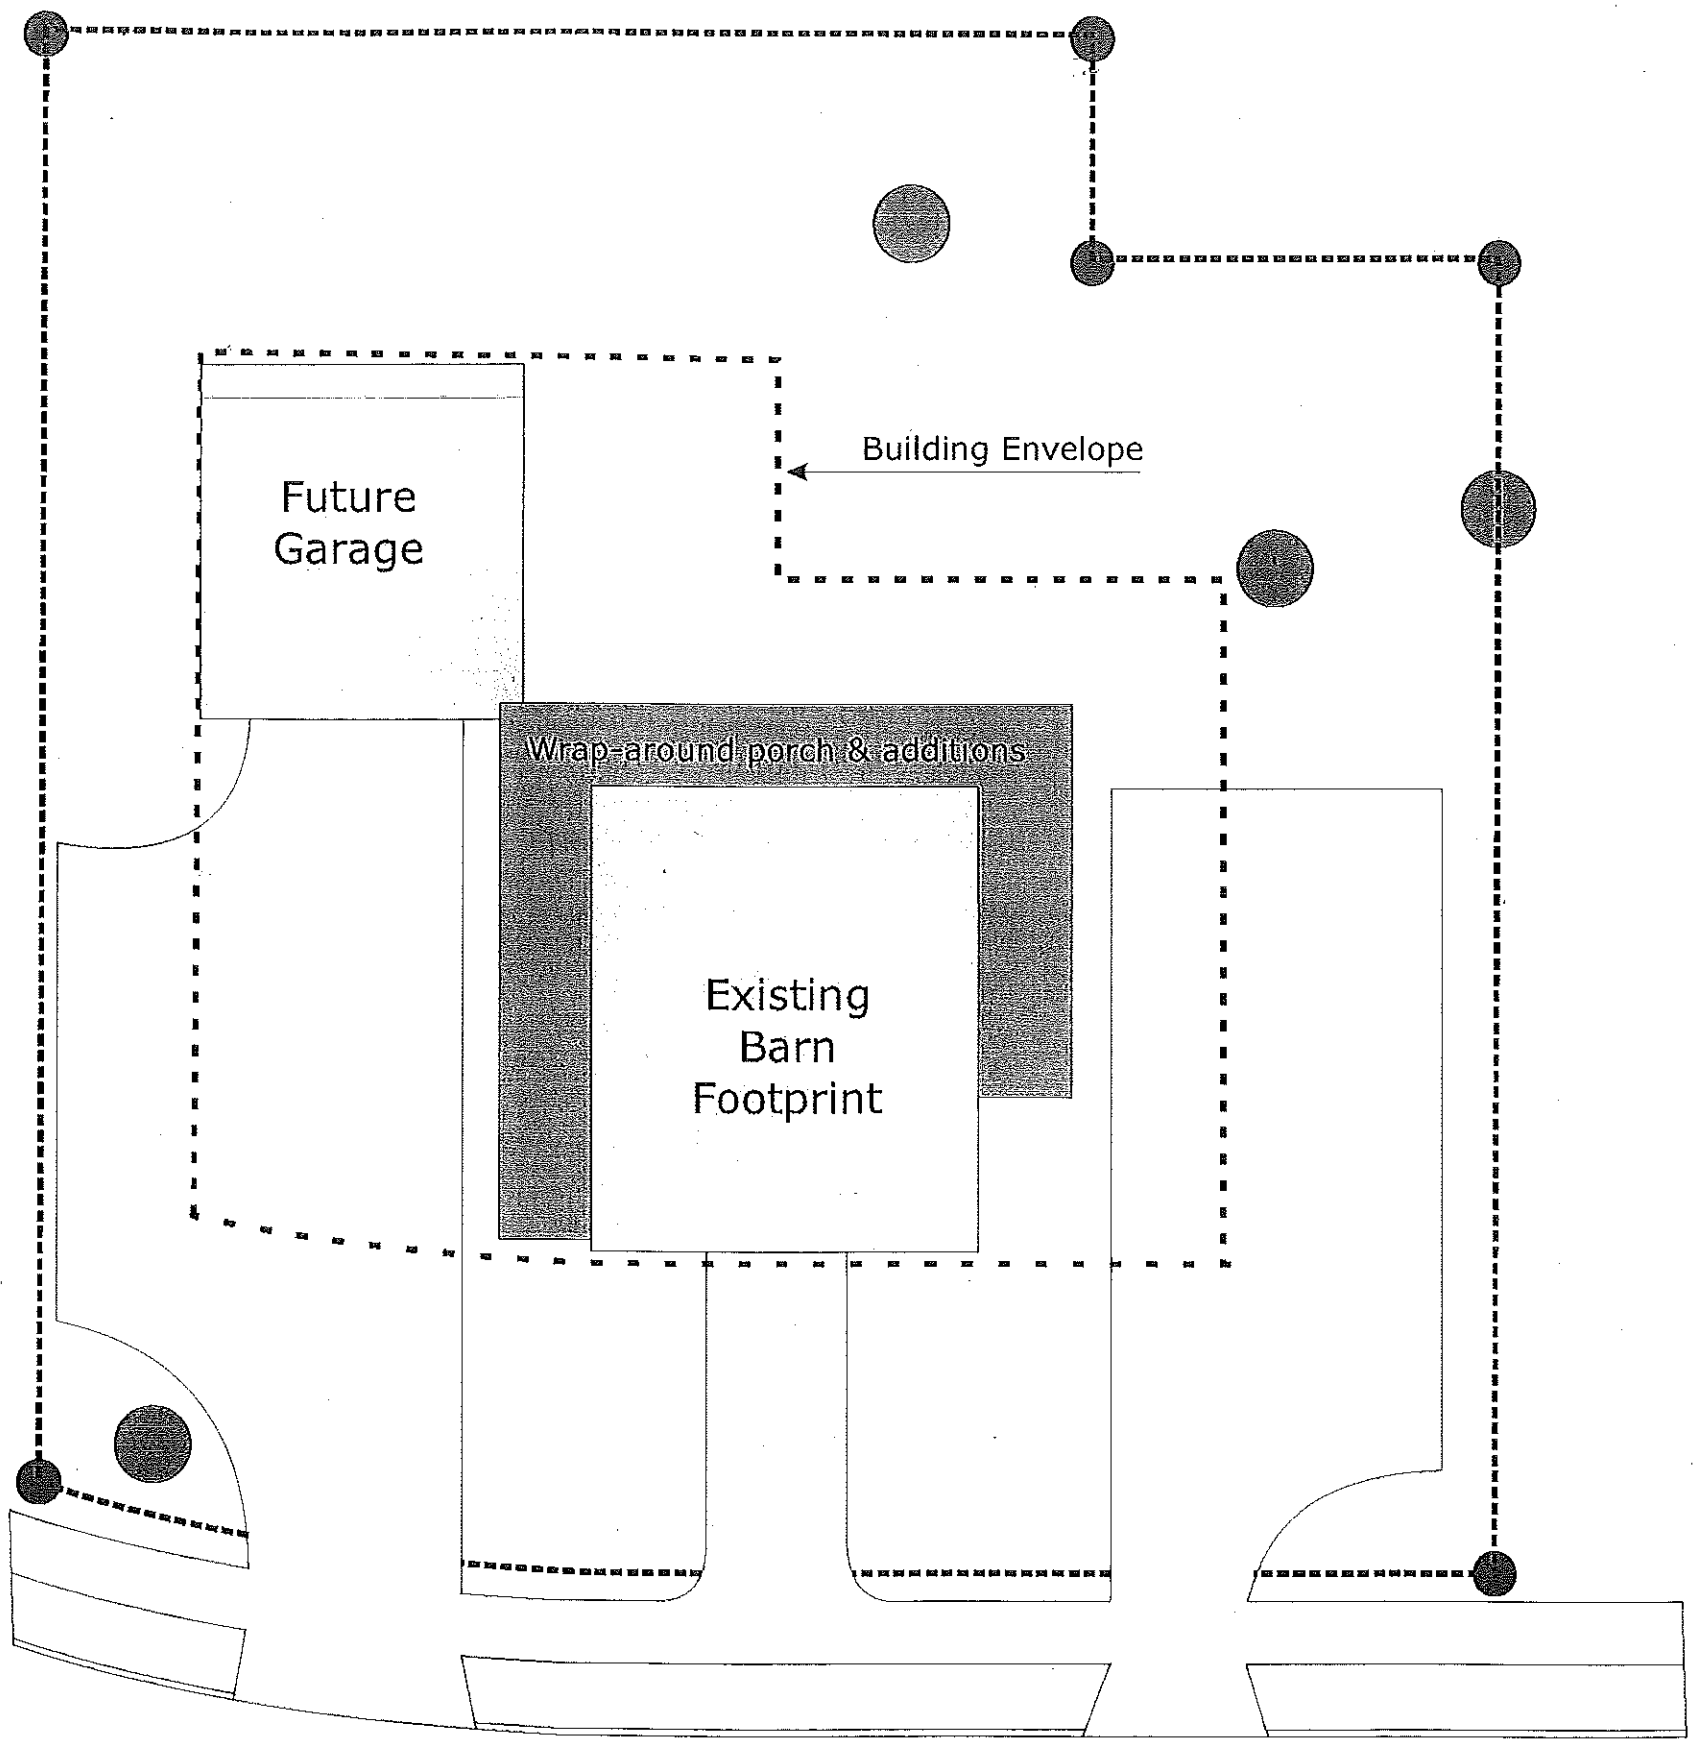 Building Envelope
Future
Garage
Wrap-around porch & additions
Existing
Barn
Footprint